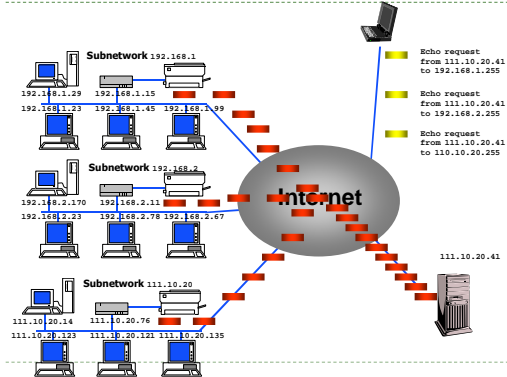 Subnetwork 192.168.1
192.168.1.29 192.168.1.15
192.168.1.23 192.168.1.45 192.168.1.99
Subnetwork 192.168.2
192.168.2.170 192.168.2.11
192.168.2.23 192.168.2.78 192.168.2.67
Subnetwork 111.10.20
111.10.20.14 111.10.20.76
111.10.20.123 111.10.20.121 111.10.20.135
Internet
Echo request
from 111.10.20.41
to 192.168.1.255
Echo request
from 111.10.20.41
to 192.168.2.255
Echo request
from 111.10.20.41
to 110.10.20.255
111.10.20.41